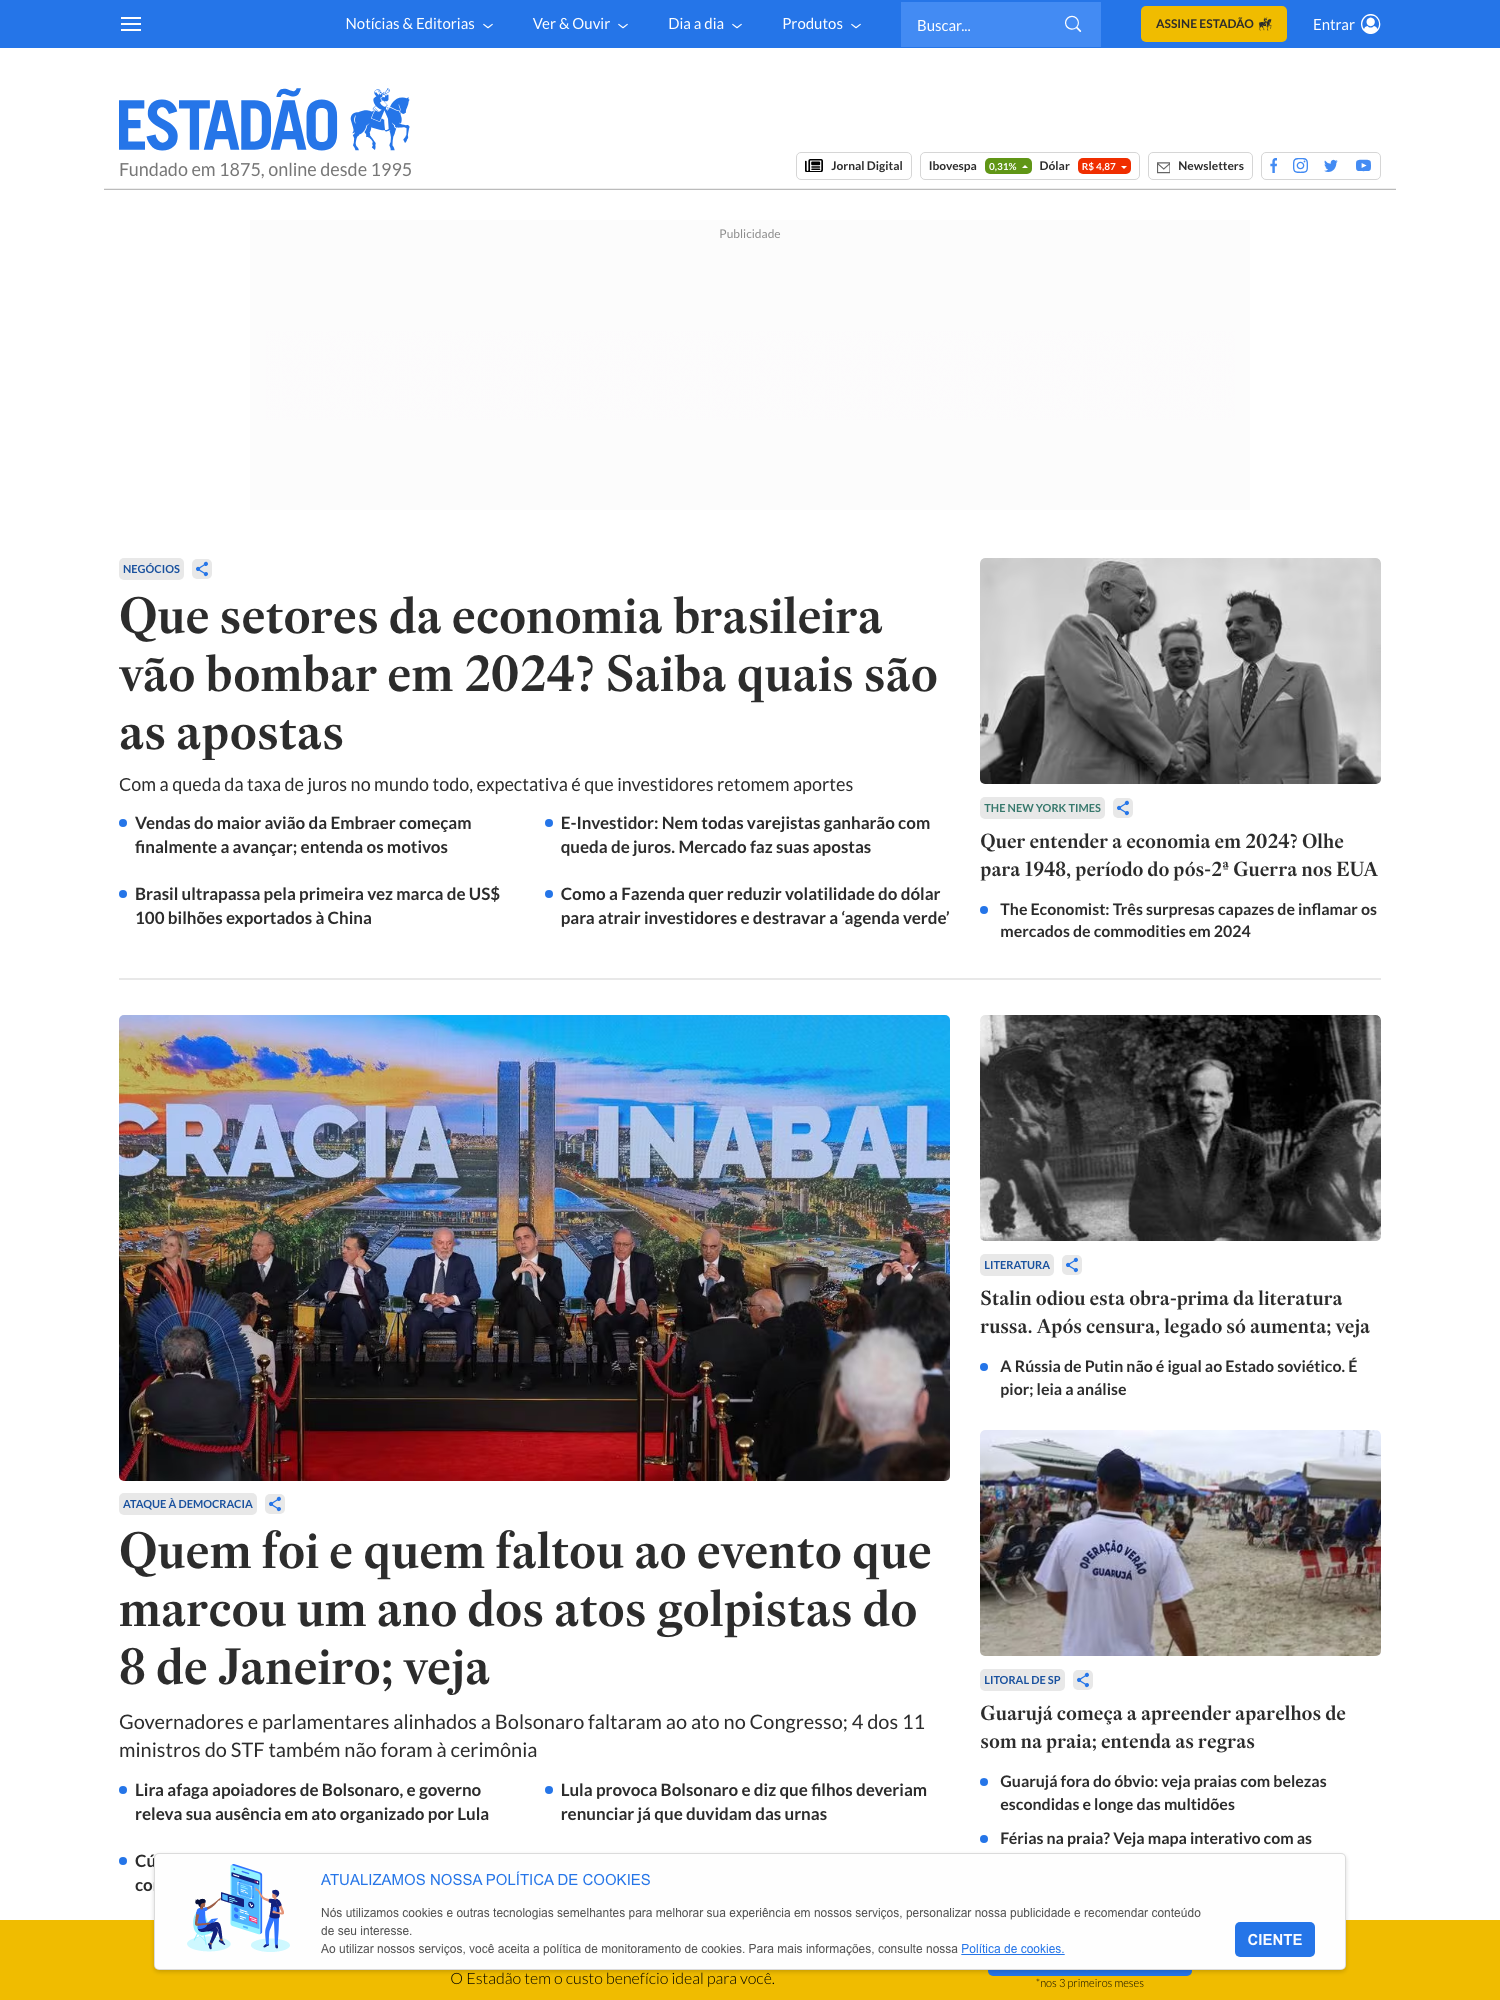 Notícias & Editorias
Ver & Ouvir
Dia a dia
Produtos
Buscar...
ASSINE ESTADÃO
Entrar
ESTADÃO
Fundado em 1875, online desde 1995
Jornal Digital
Ibovespa 0,31% Dólar R$ 4,87
Newsletters
Publicidade
NEGÓCIOS
Que setores da economia brasileira
vão bombar em 2024? Saiba quais são
as apostas
Com a queda da taxa de juros no mundo todo, expectativa é que investidores retomem aportes
Vendas do maior avião da Embraer começam
finalmente a avançar; entenda os motivos
E-Investidor: Nem todas varejistas ganharão com
queda de juros. Mercado faz suas apostas
Brasil ultrapassa pela primeira vez marca de US$
100 bilhões exportados à China
Como a Fazenda quer reduzir volatilidade do dólar
para atrair investidores e destravar a ‘agenda verde’
THE NEW YORK TIMES
Quer entender a economia em 2024? Olhe
para 1948, período do pós-2ª Guerra nos EUA
The Economist: Três surpresas capazes de inflamar os
mercados de commodities em 2024
CRACIA INABAL
ATAQUE À DEMOCRACIA
Quem foi e quem faltou ao evento que
marcou um ano dos atos golpistas do
8 de Janeiro; veja
Governadores e parlamentares alinhados a Bolsonaro faltaram ao ato no Congresso; 4 dos 11
ministros do STF também não foram à cerimônia
Lira afaga apoiadores de Bolsonaro, e governo
releva sua ausência em ato organizado por Lula
Lula provoca Bolsonaro e diz que filhos deveriam
renunciar já que duvidam das urnas
Cú
co
LITERATURA
Stalin odiou esta obra-prima da literatura
russa. Após censura, legado só aumenta; veja
A Rússia de Putin não é igual ao Estado soviético. É
pior; leia a análise
OPERAÇÃO VERÃO
GUARUJÁ
LITORAL DE SP
Guarujá começa a apreender aparelhos de
som na praia; entenda as regras
Guarujá fora do óbvio: veja praias com belezas
escondidas e longe das multidões
Férias na praia? Veja mapa interativo com as
ATUALIZAMOS NOSSA POLÍTICA DE COOKIES
Nós utilizamos cookies e outras tecnologias semelhantes para melhorar sua experiência em nossos serviços, personalizar nossa publicidade e recomendar conteúdo
de seu interesse.
Ao utilizar nossos serviços, você aceita a política de monitoramento de cookies. Para mais informações, consulte nossa Política de cookies.
CIENTE
O Estadão tem o custo benefício ideal para você.
*nos 3 primeiros meses